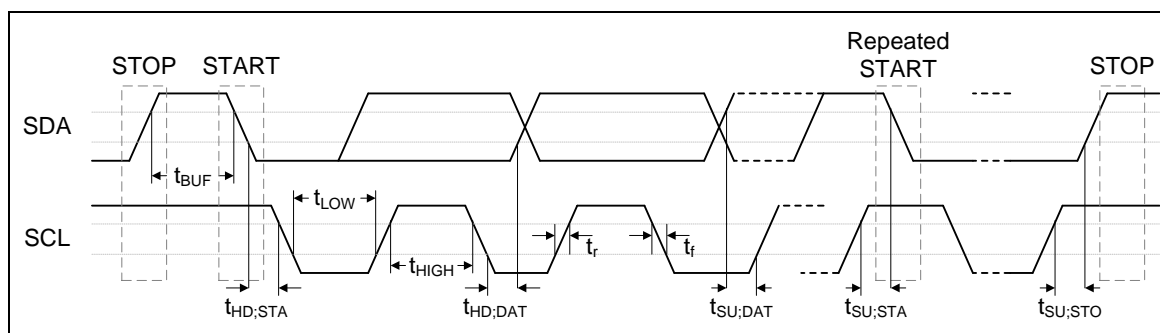 Repeated
STOP START START STOP
SDA
tBUF
tLOW
SCL
tHIGH tr tf
tHD;STA tHD;DAT tSU;DAT tSU;STA tSU;STO